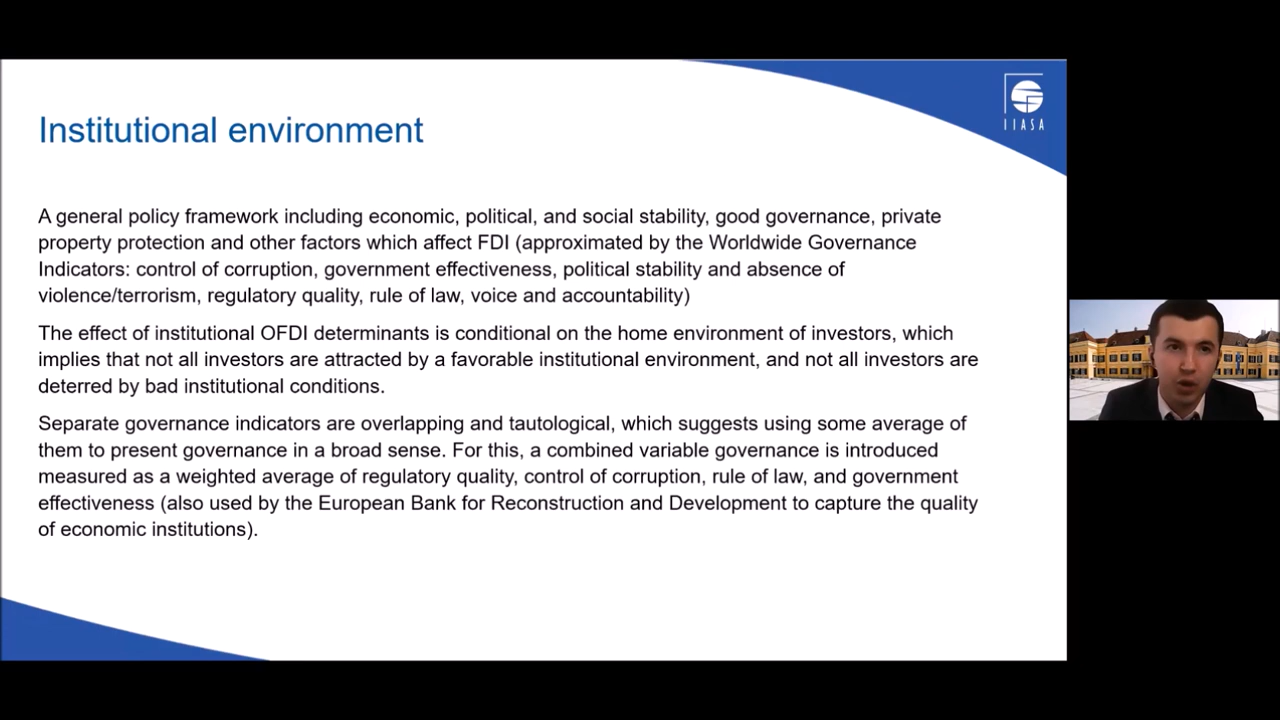 IIASA
Institutional environment
A general policy framework including economic, political, and social stability, good governance, private
property protection and other factors which affect FDI (approximated by the Worldwide Governance
Indicators: control of corruption, government effectiveness, political stability and absence of
violence/terrorism, regulatory quality, rule of law, voice and accountability)
The effect of institutional OFDI determinants is conditional on the home environment of investors, which
implies that not all investors are attracted by a favorable institutional environment, and not all investors are
deterred by bad institutional conditions.
Separate governance indicators are overlapping and tautological, which suggests using some average of
them to present governance in a broad sense. For this, a combined variable governance is introduced
measured as a weighted average of regulatory quality, control of corruption, rule of law, and government
effectiveness (also used by the European Bank for Reconstruction and Development to capture the quality
of economic institutions).